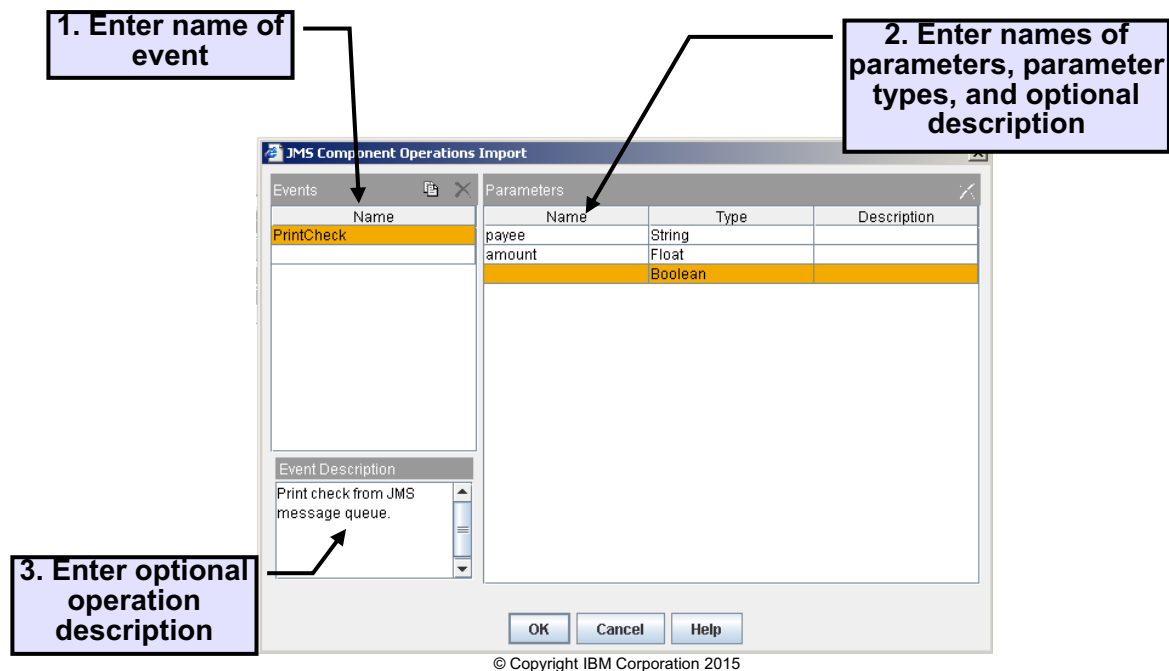 1. Enter name of
event
2. Enter names of
parameters, parameter
types, and optional
description
JMS Component Operations Import
Events
Parameters
Name
Name Type Description
PrintCheck
payee String
amount Float
Boolean
Event Description
Print check from JMS
message queue.
3. Enter optional
operation
description
OK Cancel Help
© Copyright IBM Corporation 2015